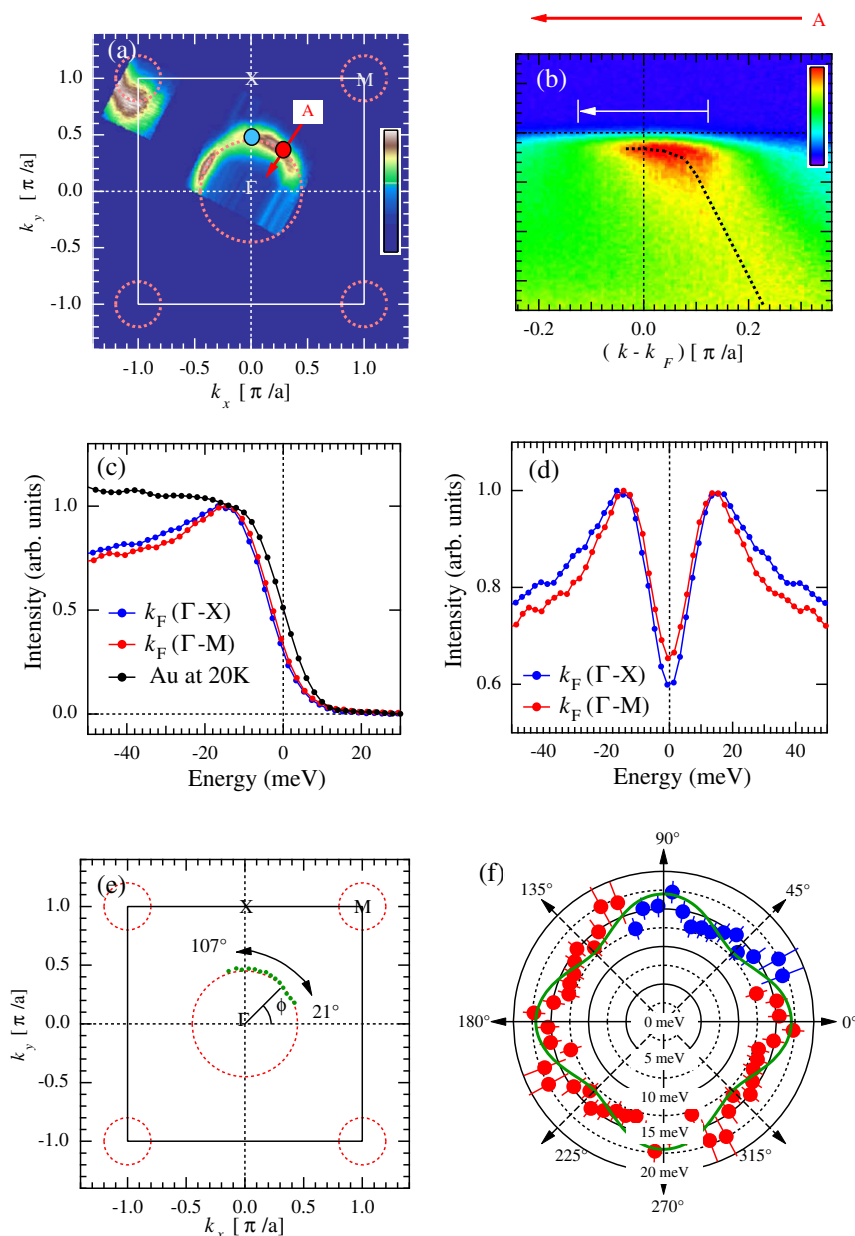 A
(a)
X
M
A
Γ
1.0
0.5
0.0
-0.5
-1.0
k_y [ π /a]
-1.0 -0.5 0.0 0.5 1.0
k_x [ π /a]
(b)
-0.2 0.0 0.2
( k - k_F ) [ π /a]
(c)
1.0
0.5
0.0
Intensity (arb. units)
k_F (Γ-X)
k_F (Γ-M)
Au at 20K
-40 -20 0 20
Energy (meV)
(d)
1.0
0.8
0.6
Intensity (arb. units)
k_F (Γ-X)
k_F (Γ-M)
-40 -20 0 20 40
Energy (meV)
(e)
X
M
107°
21°
Γ
ϕ
1.0
0.5
0.0
-0.5
-1.0
k_y [ π /a]
-1.0 -0.5 0.0 0.5 1.0
k_x [ π /a]
(f)
90°
135°
45°
180°
0°
0 meV
5 meV
10 meV
15 meV
20 meV
225°
315°
270°